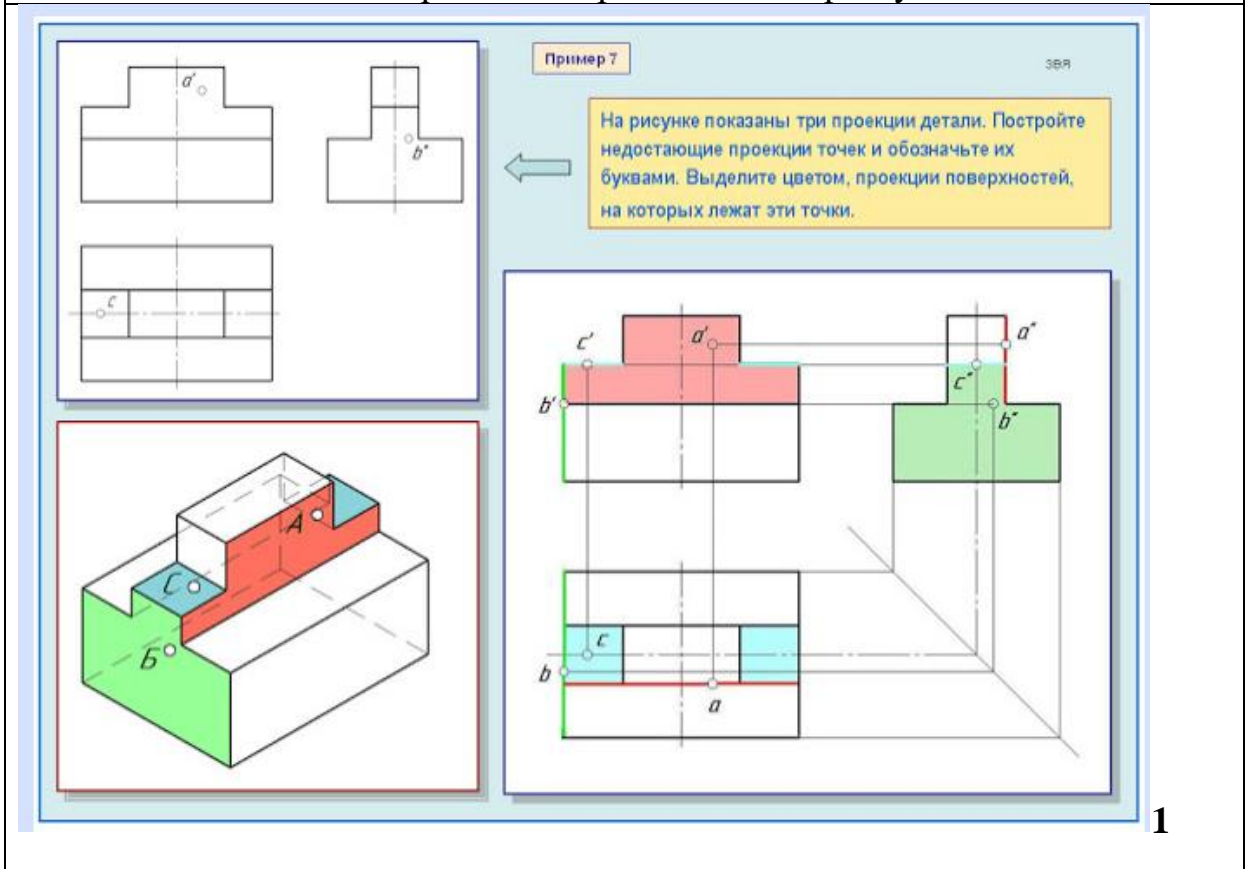 Пример 7
ЗВЯ
На рисунке показаны три проекции детали. Постройте
недостающие проекции точек и обозначьте их
буквами. Выделите цветом, проекции поверхностей,
на которых лежат эти точки.
a'
b"
c
c'
a'
a"
c"
b'
b"
c
b
a
А
С
Б
1